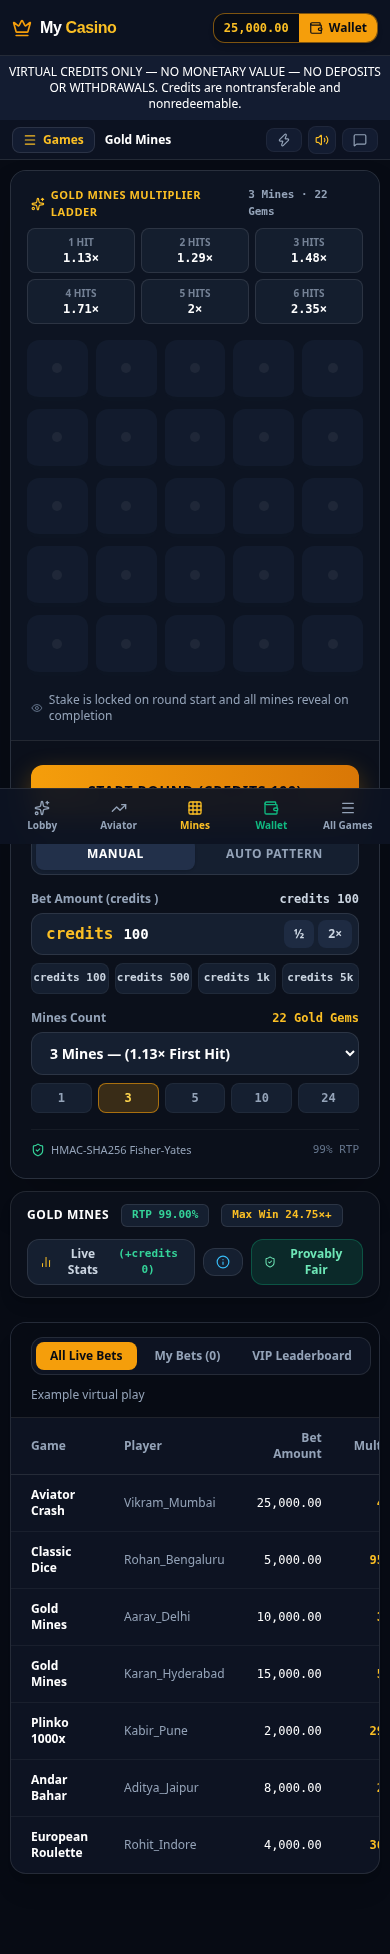 My Casino
25,000.00 Wallet
VIRTUAL CREDITS ONLY — NO MONETARY VALUE — NO DEPOSITS
OR WITHDRAWALS. Credits are nontransferable and
nonredeemable.
Games Gold Mines
GOLD MINES MULTIPLIER
LADDER
3 Mines · 22
Gems
1 HIT 2 HITS 3 HITS
1.13× 1.29× 1.48×
4 HITS 5 HITS 6 HITS
1.71× 2× 2.35×
Stake is locked on round start and all mines reveal on
completion
START ROUND (CREDITS 100)
Lobby Aviator Mines Wallet All Games
MANUAL AUTO PATTERN
Bet Amount (credits ) credits 100
credits 100 ½ 2×
credits 100 credits 500 credits 1k credits 5k
Mines Count 22 Gold Gems
3 Mines — (1.13× First Hit)
1 3 5 10 24
HMAC-SHA256 Fisher-Yates 99% RTP
GOLD MINES RTP 99.00% Max Win 24.75×+
Live
Stats
(+credits
0)
Provably
Fair
All Live Bets My Bets (0) VIP Leaderboard
Example virtual play
Game Player Bet
Amount Mult
Aviator
Crash Vikram_Mumbai 25,000.00 4
Classic
Dice Rohan_Bengaluru 5,000.00 95
Gold
Mines Aarav_Delhi 10,000.00
Gold
Mines Karan_Hyderabad 15,000.00
Plinko
1000x Kabir_Pune 2,000.00 29
Andar
Bahar Aditya_Jaipur 8,000.00
European
Roulette Rohit_Indore 4,000.00